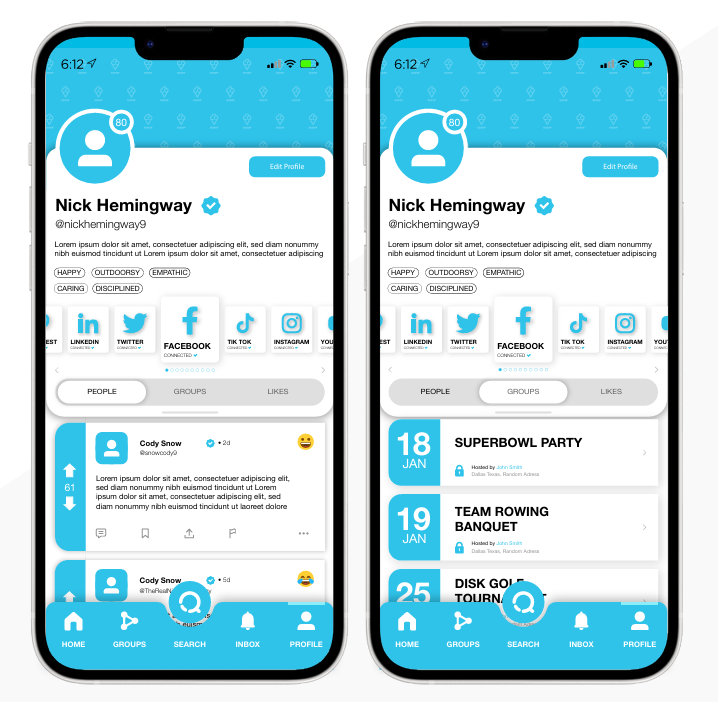 6:12
80
Edit Profile
Nick Hemingway
@nickhemingway9
Lorem ipsum dolor sit amet, consectetuer adipiscing elit, sed diam nonummy
nibh euismod tincidunt ut Lorem ipsum dolor sit amet, consectetuer adipiscing
HAPPY OUTDOORSY EMPATHIC
CARING DISCIPLINED
EST LINKEDIN TWITTER FACEBOOK TIK TOK INSTAGRAM YOU
CONNECTED CONNECTED CONNECTED CONNECTED CONNECTED
PEOPLE GROUPS LIKES
Cody Snow • 2d
@snowcody9
61
Lorem ipsum dolor sit amet, consectetuer adipiscing elit,
sed diam nonummy nibh euismod tincidunt ut Lorem
ipsum dolor sit amet, consectetuer adipiscing elit, sed
diam nonummy nibh euismod tincidunt ut laoreet dolore
Cody Snow • 5d
HOME GROUPS SEARCH INBOX PROFILE
6:12
80
Edit Profile
Nick Hemingway
@nickhemingway9
Lorem ipsum dolor sit amet, consectetuer adipiscing elit, sed diam nonummy
nibh euismod tincidunt ut Lorem ipsum dolor sit amet, consectetuer adipiscing
HAPPY OUTDOORSY EMPATHIC
CARING DISCIPLINED
EST LINKEDIN TWITTER FACEBOOK TIK TOK INSTAGRAM YOU
CONNECTED CONNECTED CONNECTED CONNECTED CONNECTED
PEOPLE GROUPS LIKES
18 JAN
SUPERBOWL PARTY
Hosted by John Smith
Dallas Texas, Random Adress
19 JAN
TEAM ROWING
BANQUET
Hosted by John Smith
Dallas Texas, Random Adress
25
DISK GOLF
HOME GROUPS SEARCH INBOX PROFILE